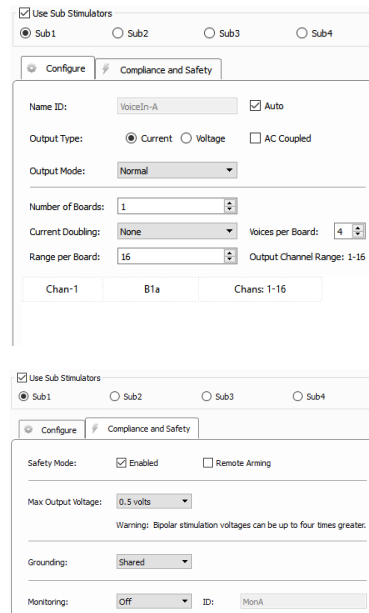 Use Sub Stimulators
Sub1 Sub2 Sub3 Sub4
Configure Compliance and Safety
Name ID: VoiceIn-A Auto
Output Type: Current Voltage AC Coupled
Output Mode: Normal
Number of Boards: 1
Current Doubling: None Voices per Board: 4
Range per Board: 16 Output Channel Range: 1-16
Chan-1 B1a Chans: 1-16
Use Sub Stimulators
Sub1 Sub2 Sub3 Sub4
Configure Compliance and Safety
Safety Mode: Enabled Remote Arming
Max Output Voltage: 0.5 volts
Warning: Bipolar stimulation voltages can be up to four times greater.
Grounding: Shared
Monitoring: Off ID: MonA